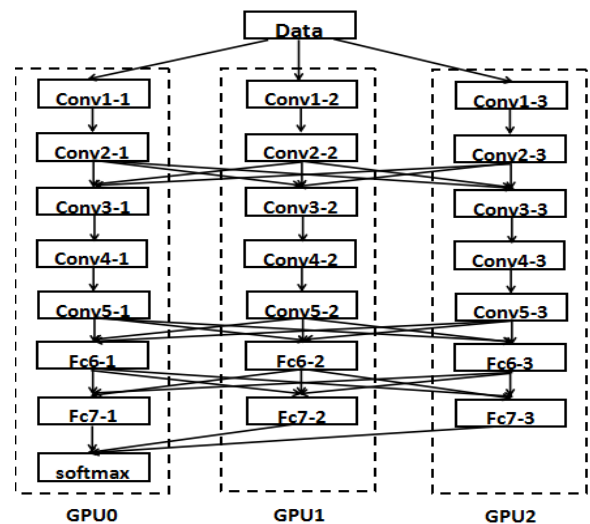 Data
Conv1-1 Conv1-2 Conv1-3
Conv2-1 Conv2-2 Conv2-3
Conv3-1 Conv3-2 Conv3-3
Conv4-1 Conv4-2 Conv4-3
Conv5-1 Conv5-2 Conv5-3
Fc6-1 Fc6-2 Fc6-3
Fc7-1 Fc7-2 Fc7-3
softmax
GPU0 GPU1 GPU2